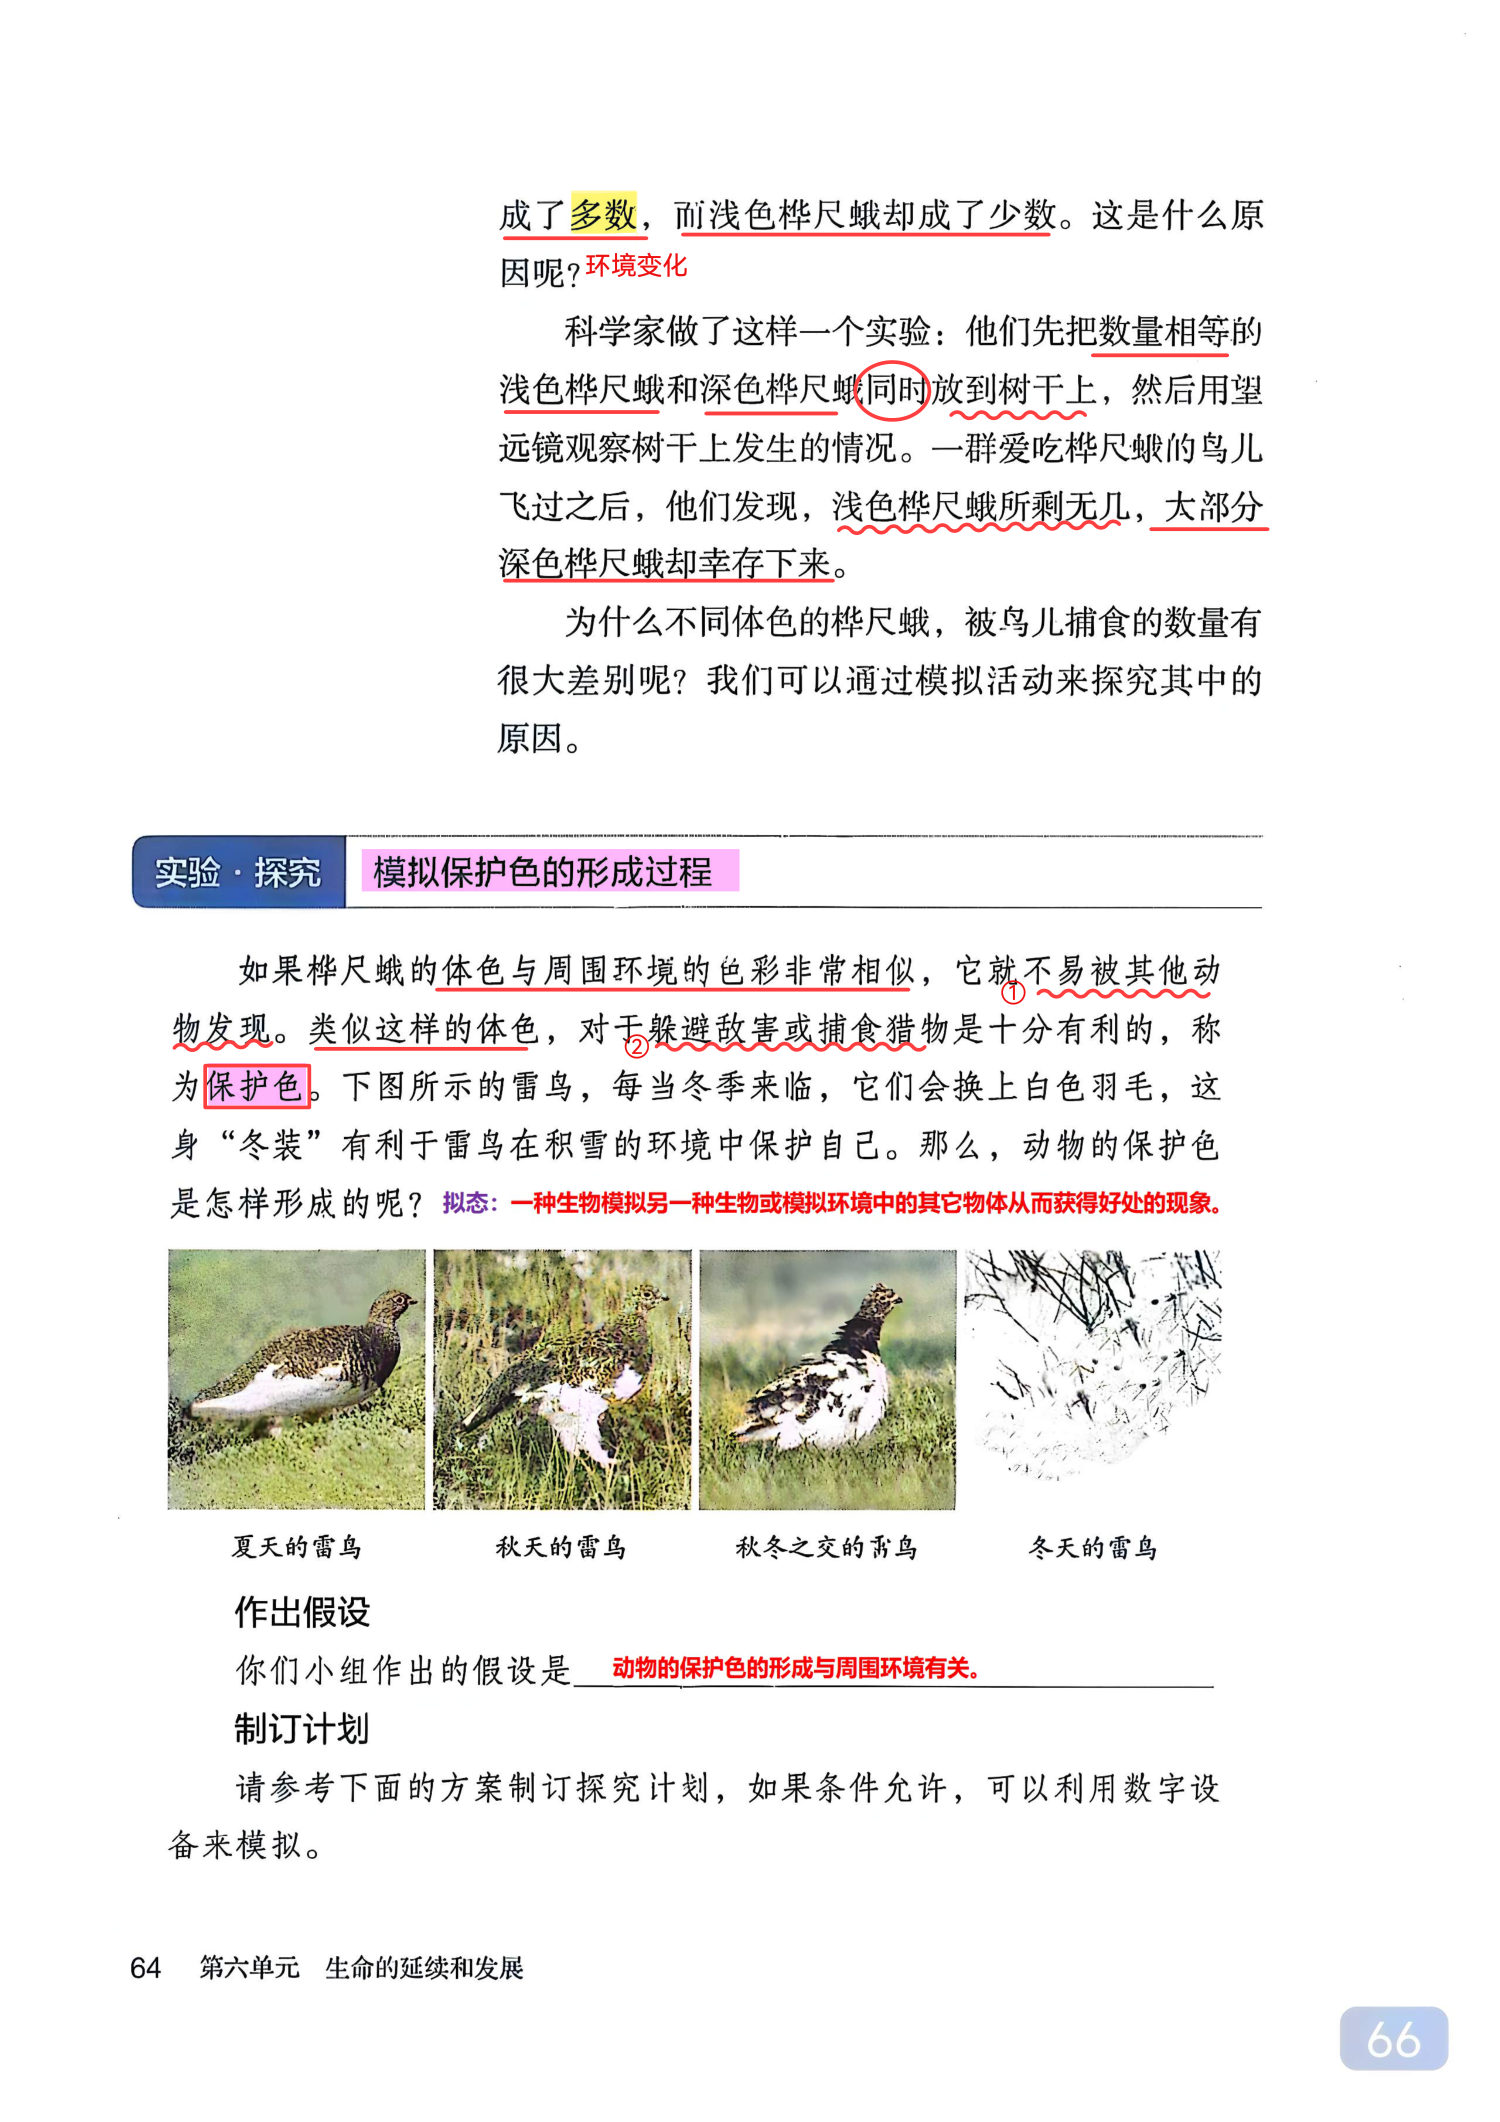 成了多数，而浅色桦尺蛾却成了少数。这是什么原
因呢？环境变化
科学家做了这样一个实验：他们先把数量相等的
浅色桦尺蛾和深色桦尺蛾同时放到树干上，然后用望
远镜观察树干上发生的情况。一群爱吃桦尺蛾的鸟儿
飞过之后，他们发现，浅色桦尺蛾所剩无几，大部分
深色桦尺蛾却幸存下来。
为什么不同体色的桦尺蛾，被鸟儿捕食的数量有
很大差别呢？我们可以通过模拟活动来探究其中的
原因。
实验·探究 模拟保护色的形成过程
如果桦尺蛾的体色与周围环境的色彩非常相似，它就①不易被其他动
物发现。类似这样的体色，对于②躲避敌害或捕食猎物是十分有利的，称
为保护色。下图所示的雷鸟，每当冬季来临，它们会换上白色羽毛，这
身“冬装”有利于雷鸟在积雪的环境中保护自己。那么，动物的保护色
是怎样形成的呢？拟态：一种生物模拟另一种生物或模拟环境中的其它物体从而获得好处的现象。
夏天的雷鸟 秋天的雷鸟 秋冬之交的雷鸟 冬天的雷鸟
作出假设
你们小组作出的假设是 动物的保护色的形成与周围环境有关。
制订计划
请参考下面的方案制订探究计划，如果条件允许，可以利用数字设
备来模拟。
64 第六单元 生命的延续和发展
66